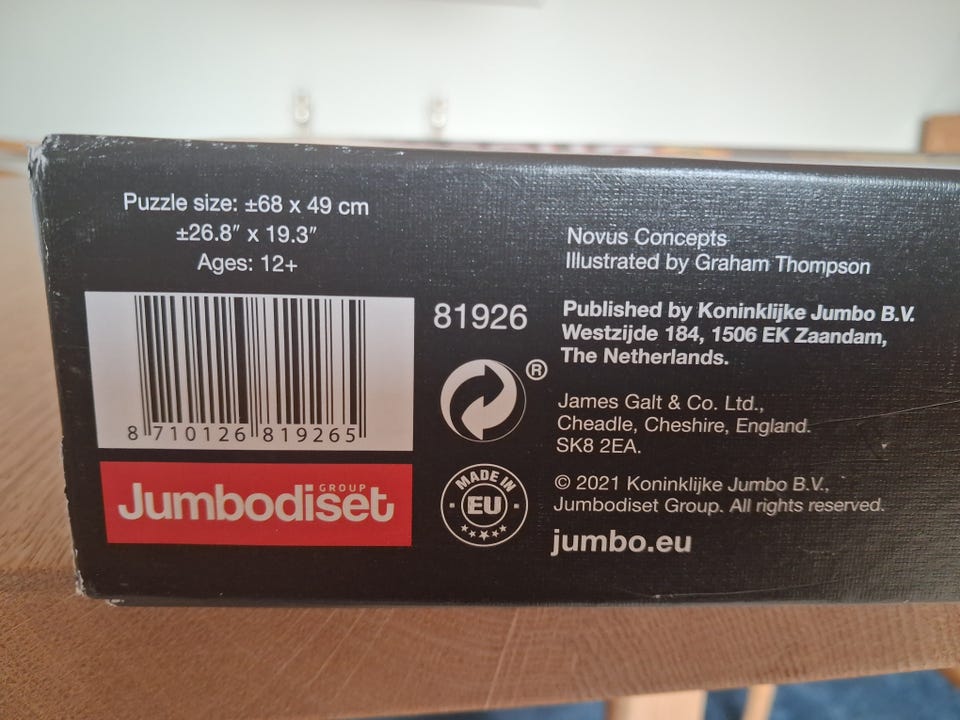 Puzzle size: ±68 x 49 cm
±26.8" x 19.3"
Ages: 12+
8 710126 819265
GROUP
Jumbodiset
81926
®
MADE IN
EU
Novus Concepts
Illustrated by Graham Thompson
Published by Koninklijke Jumbo B.V.
Westzijde 184, 1506 EK Zaandam,
The Netherlands.
James Galt & Co. Ltd.,
Cheadle, Cheshire, England.
SK8 2EA.
© 2021 Koninklijke Jumbo B.V.,
Jumbodiset Group. All rights reserved.
jumbo.eu